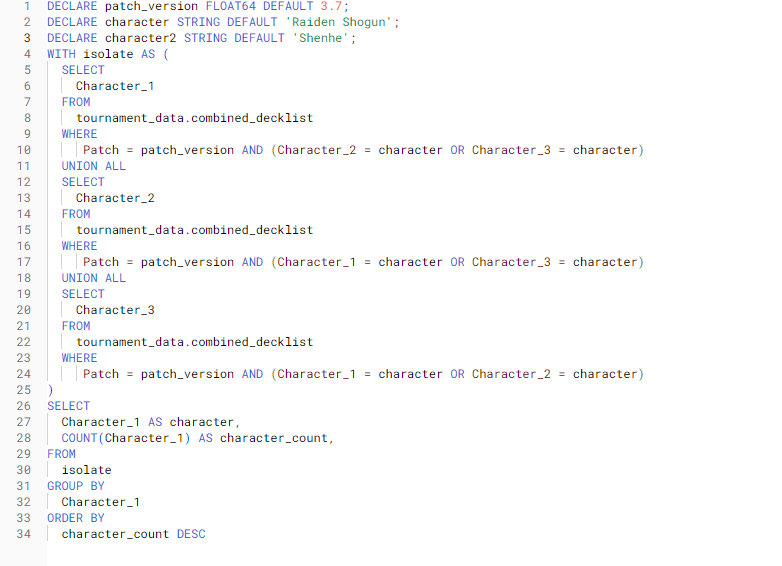 1 DECLARE patch_version FLOAT64 DEFAULT 3.7;
2 DECLARE character STRING DEFAULT 'Raiden Shogun';
3 DECLARE character2 STRING DEFAULT 'Shenhe';
4 WITH isolate AS (
5 SELECT
6 Character_1
7 FROM
8 tournament_data.combined_decklist
9 WHERE
10 Patch = patch_version AND (Character_2 = character OR Character_3 = character)
11 UNION ALL
12 SELECT
13 Character_2
14 FROM
15 tournament_data.combined_decklist
16 WHERE
17 Patch = patch_version AND (Character_1 = character OR Character_3 = character)
18 UNION ALL
19 SELECT
20 Character_3
21 FROM
22 tournament_data.combined_decklist
23 WHERE
24 Patch = patch_version AND (Character_1 = character OR Character_2 = character)
25 )
26 SELECT
27 Character_1 AS character,
28 COUNT(Character_1) AS character_count,
29 FROM
30 isolate
31 GROUP BY
32 Character_1
33 ORDER BY
34 character_count DESC